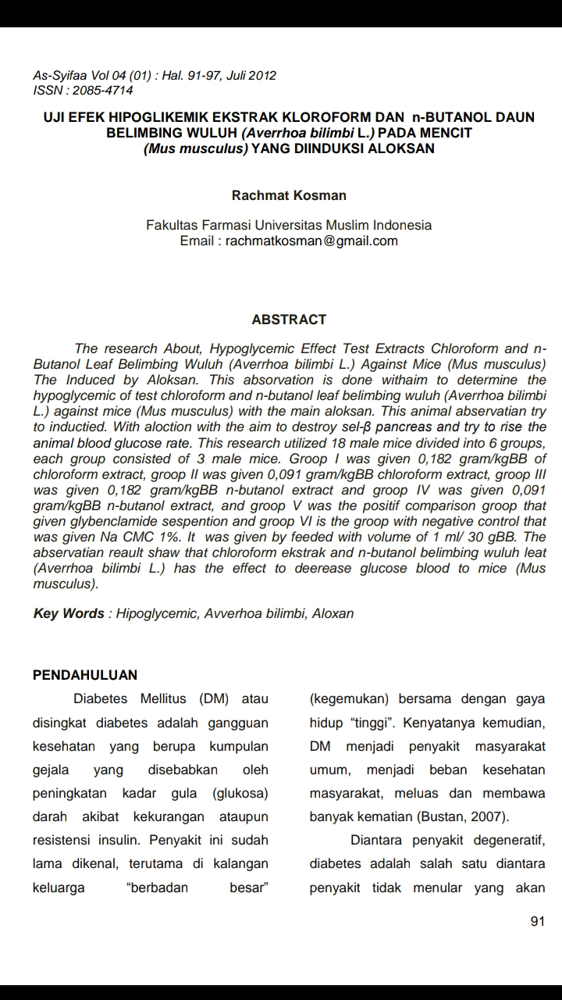 As-Syifaa Vol 04 (01) : Hal. 91-97, Juli 2012
ISSN : 2085-4714
UJI EFEK HIPOGLIKEMIK EKSTRAK KLOROFORM DAN n-BUTANOL DAUN
BELIMBING WULUH (Averrhoa bilimbi L.) PADA MENCIT
(Mus musculus) YANG DIINDUKSI ALOKSAN
Rachmat Kosman
Fakultas Farmasi Universitas Muslim Indonesia
Email : rachmatkosman@gmail.com
ABSTRACT
The research About, Hypoglycemic Effect Test Extracts Chloroform and n-
Butanol Leaf Belimbing Wuluh (Averrhoa bilimbi L.) Against Mice (Mus musculus)
The Induced by Aloksan. This absorvation is done withaim to determine the
hypoglycemic of test chloroform and n-butanol leaf belimbing wuluh (Averrhoa bilimbi
L.) against mice (Mus musculus) with the main aloksan. This animal abservatian try
to inductied. With aloction with the aim to destroy sel-β pancreas and try to rise the
animal blood glucose rate. This research utilized 18 male mice divided into 6 groups,
each group consisted of 3 male mice. Groop I was given 0,182 gram/kgBB of
chloroform extract, groop II was given 0,091 gram/kgBB chloroform extract, groop III
was given 0,182 gram/kgBB n-butanol extract and groop IV was given 0,091
gram/kgBB n-butanol extract, and groop V was the positif comparison groop that
given glybenclamide sespention and groop VI is the groop with negative control that
was given Na CMC 1%. It was given by feeded with volume of 1 ml/ 30 gBB. The
abservatian reault shaw that chloroform ekstrak and n-butanol belimbing wuluh leat
(Averrhoa bilimbi L.) has the effect to deerease glucose blood to mice (Mus
musculus).
Key Words : Hipoglycemic, Avverhoa bilimbi, Aloxan
PENDAHULUAN
Diabetes Mellitus (DM) atau
disingkat diabetes adalah gangguan
kesehatan yang berupa kumpulan
gejala yang disebabkan oleh
peningkatan kadar gula (glukosa)
darah akibat kekurangan ataupun
resistensi insulin. Penyakit ini sudah
lama dikenal, terutama di kalangan
keluarga “berbadan besar”
(kegemukan) bersama dengan gaya
hidup “tinggi”. Kenyatanya kemudian,
DM menjadi penyakit masyarakat
umum, menjadi beban kesehatan
masyarakat, meluas dan membawa
banyak kematian (Bustan, 2007).
Diantara penyakit degeneratif,
diabetes adalah salah satu diantara
penyakit tidak menular yang akan
91